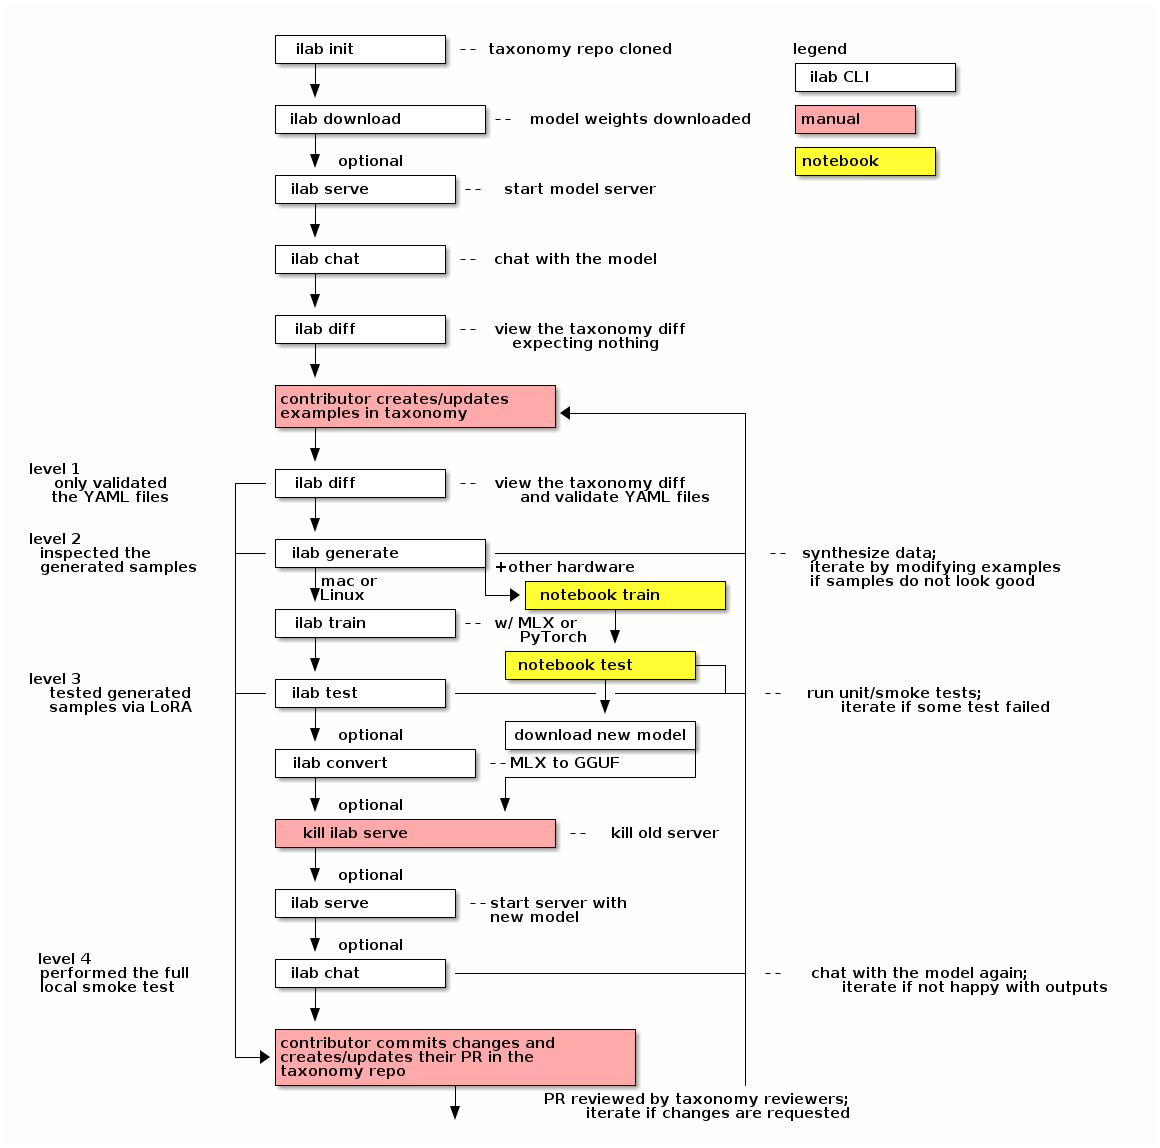 ilab init -- taxonomy repo cloned
legend
ilab CLI
ilab download -- model weights downloaded
manual
optional
notebook
ilab serve -- start model server
ilab chat -- chat with the model
ilab diff -- view the taxonomy diff
expecting nothing
contributor creates/updates
examples in taxonomy
level 1
only validated
the YAML files
ilab diff -- view the taxonomy diff
and validate YAML files
level 2
inspected the
generated samples
ilab generate
-- synthesize data;
iterate by modifying examples
if samples do not look good
+other hardware
mac or
Linux
notebook train
ilab train -- w/ MLX or
PyTorch
notebook test
level 3
tested generated
samples via LoRA
ilab test
-- run unit/smoke tests;
iterate if some test failed
optional
download new model
ilab convert -- MLX to GGUF
optional
kill ilab serve -- kill old server
optional
ilab serve -- start server with
new model
optional
level 4
performed the full
local smoke test
ilab chat
-- chat with the model again;
iterate if not happy with outputs
contributor commits changes and
creates/updates their PR in the
taxonomy repo
PR reviewed by taxonomy reviewers;
iterate if changes are requested